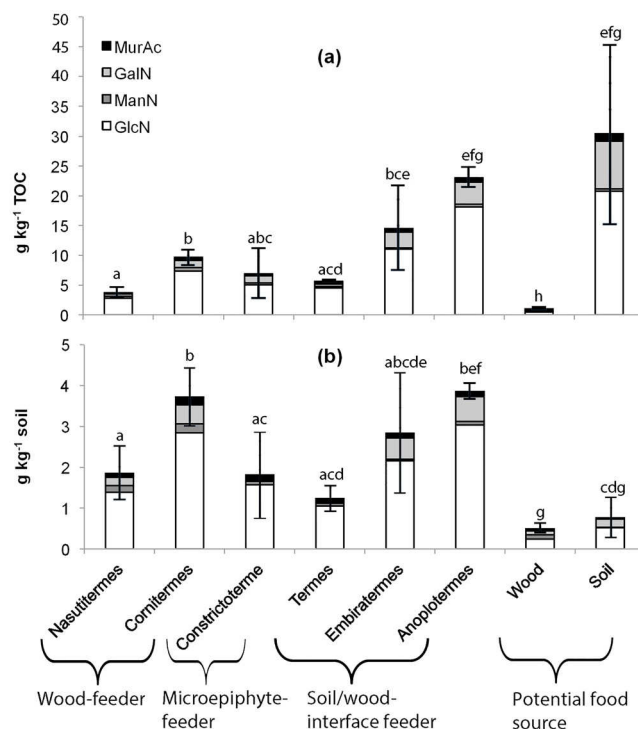 50
45
40
35
30
25
20
15
10
5
0
g kg⁻¹ TOC
MurAc
GalN
ManN
GlcN
(a)
a
b
abc
acd
bce
efg
h
efg
5
4
3
2
1
0
g kg⁻¹ soil
(b)
a
b
ac
acd
abcde
bef
g
cdg
Nasutitermes
Cornitermes
Constrictoterme
Termes
Embiratermes
Anoplotermes
Wood
Soil
Wood-feeder
Microepiphyte-
feeder
Soil/wood-
interface feeder
Potential food
source